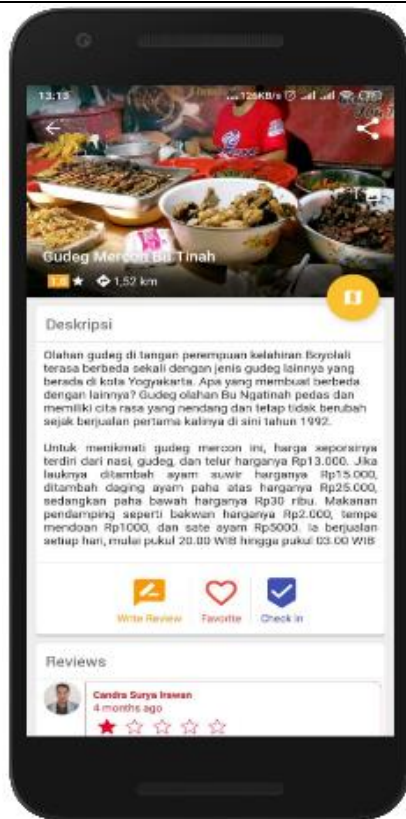 13:13
126KB/s
Gudeg Mercon Bu Tinah
1.0 1,52 km
Deskripsi
Olahan gudeg di tangan perempuan kelahiran Boyolali
terasa berbeda sekali dengan jenis gudeg lainnya yang
berada di kota Yogyakarta. Apa yang membuat berbeda
dengan lainnya? Gudeg olahan Bu Ngatinah pedas dan
memiliki cita rasa yang nendang dan tetap tidak berubah
sejak berjualan pertama kalinya di sini tahun 1992.
Untuk menikmati gudeg mercon ini, harga seporsinya
terdiri dari nasi, gudeg, dan telur harganya Rp13.000. Jika
lauknya ditambah ayam suwir harganya Rp15.000,
ditambah daging ayam paha atas harganya Rp25.000,
sedangkan paha bawah harganya Rp30 ribu. Makanan
pendamping seperti bakwan harganya Rp2.000, tempe
mendoan Rp1000, dan sate ayam Rp5000. Ia berjualan
setiap hari, mulai pukul 20.00 WIB hingga pukul 03.00 WIB
Write Review Favorite Check in
Reviews
Candra Surya Irawan
4 months ago